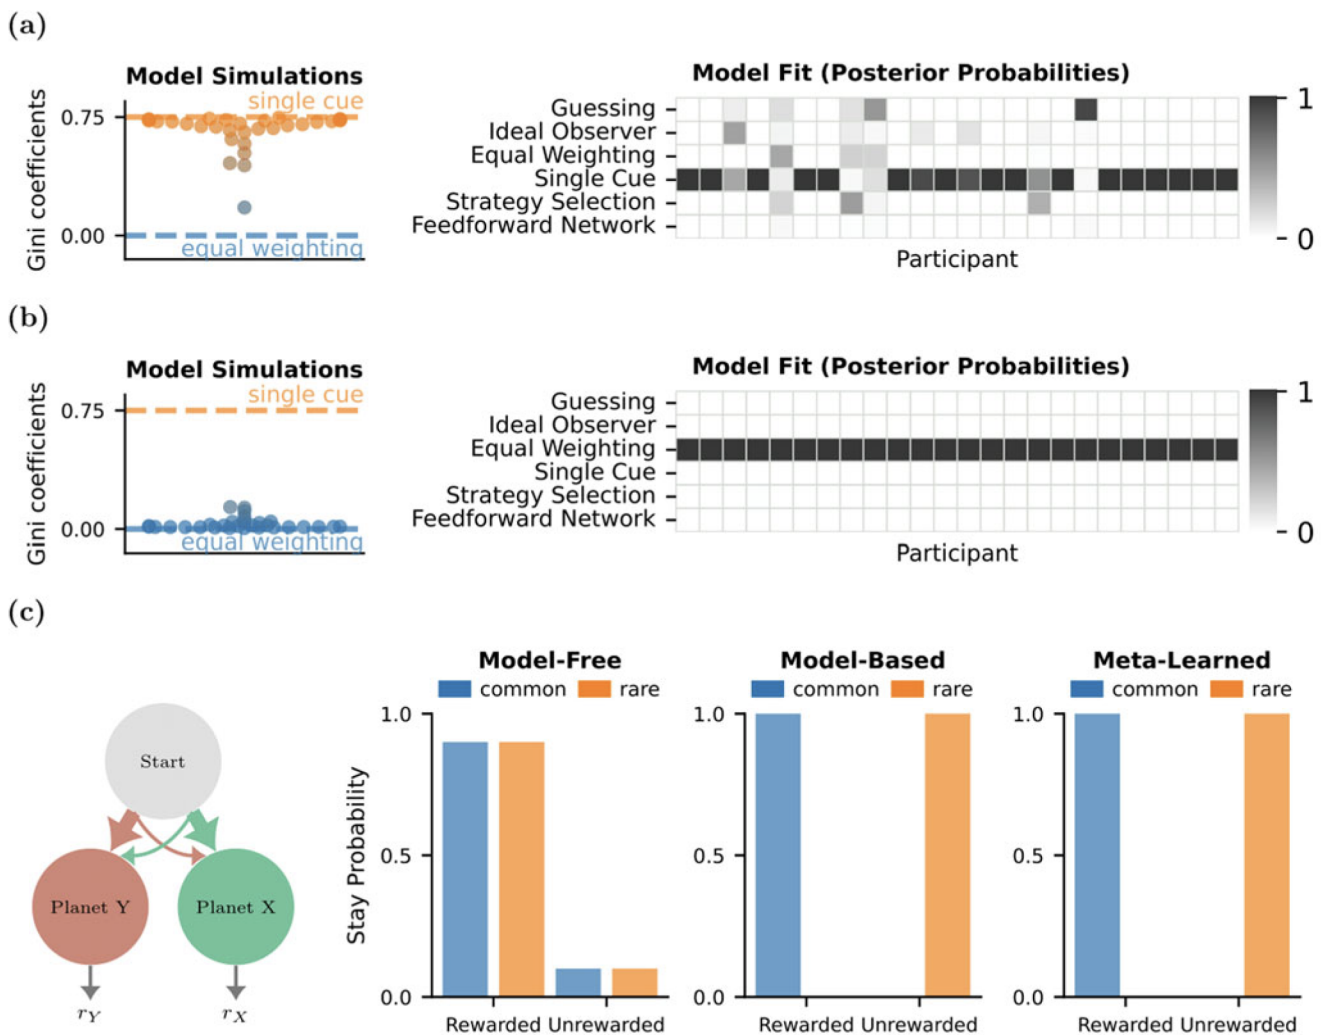 (a)
Model Simulations
single cue
0.75
0.00
equal weighting
Gini coefficients
Model Fit (Posterior Probabilities)
Guessing
Ideal Observer
Equal Weighting
Single Cue
Strategy Selection
Feedforward Network
Participant
1
0
(b)
Model Simulations
single cue
0.75
0.00
equal weighting
Gini coefficients
Model Fit (Posterior Probabilities)
Guessing
Ideal Observer
Equal Weighting
Single Cue
Strategy Selection
Feedforward Network
Participant
1
0
(c)
Start
Planet Y
Planet X
r_Y
r_X
Model-Free
common rare
Stay Probability
1.0
0.5
0.0
Rewarded Unrewarded
Model-Based
common rare
1.0
0.5
0.0
Rewarded Unrewarded
Meta-Learned
common rare
1.0
0.5
0.0
Rewarded Unrewarded